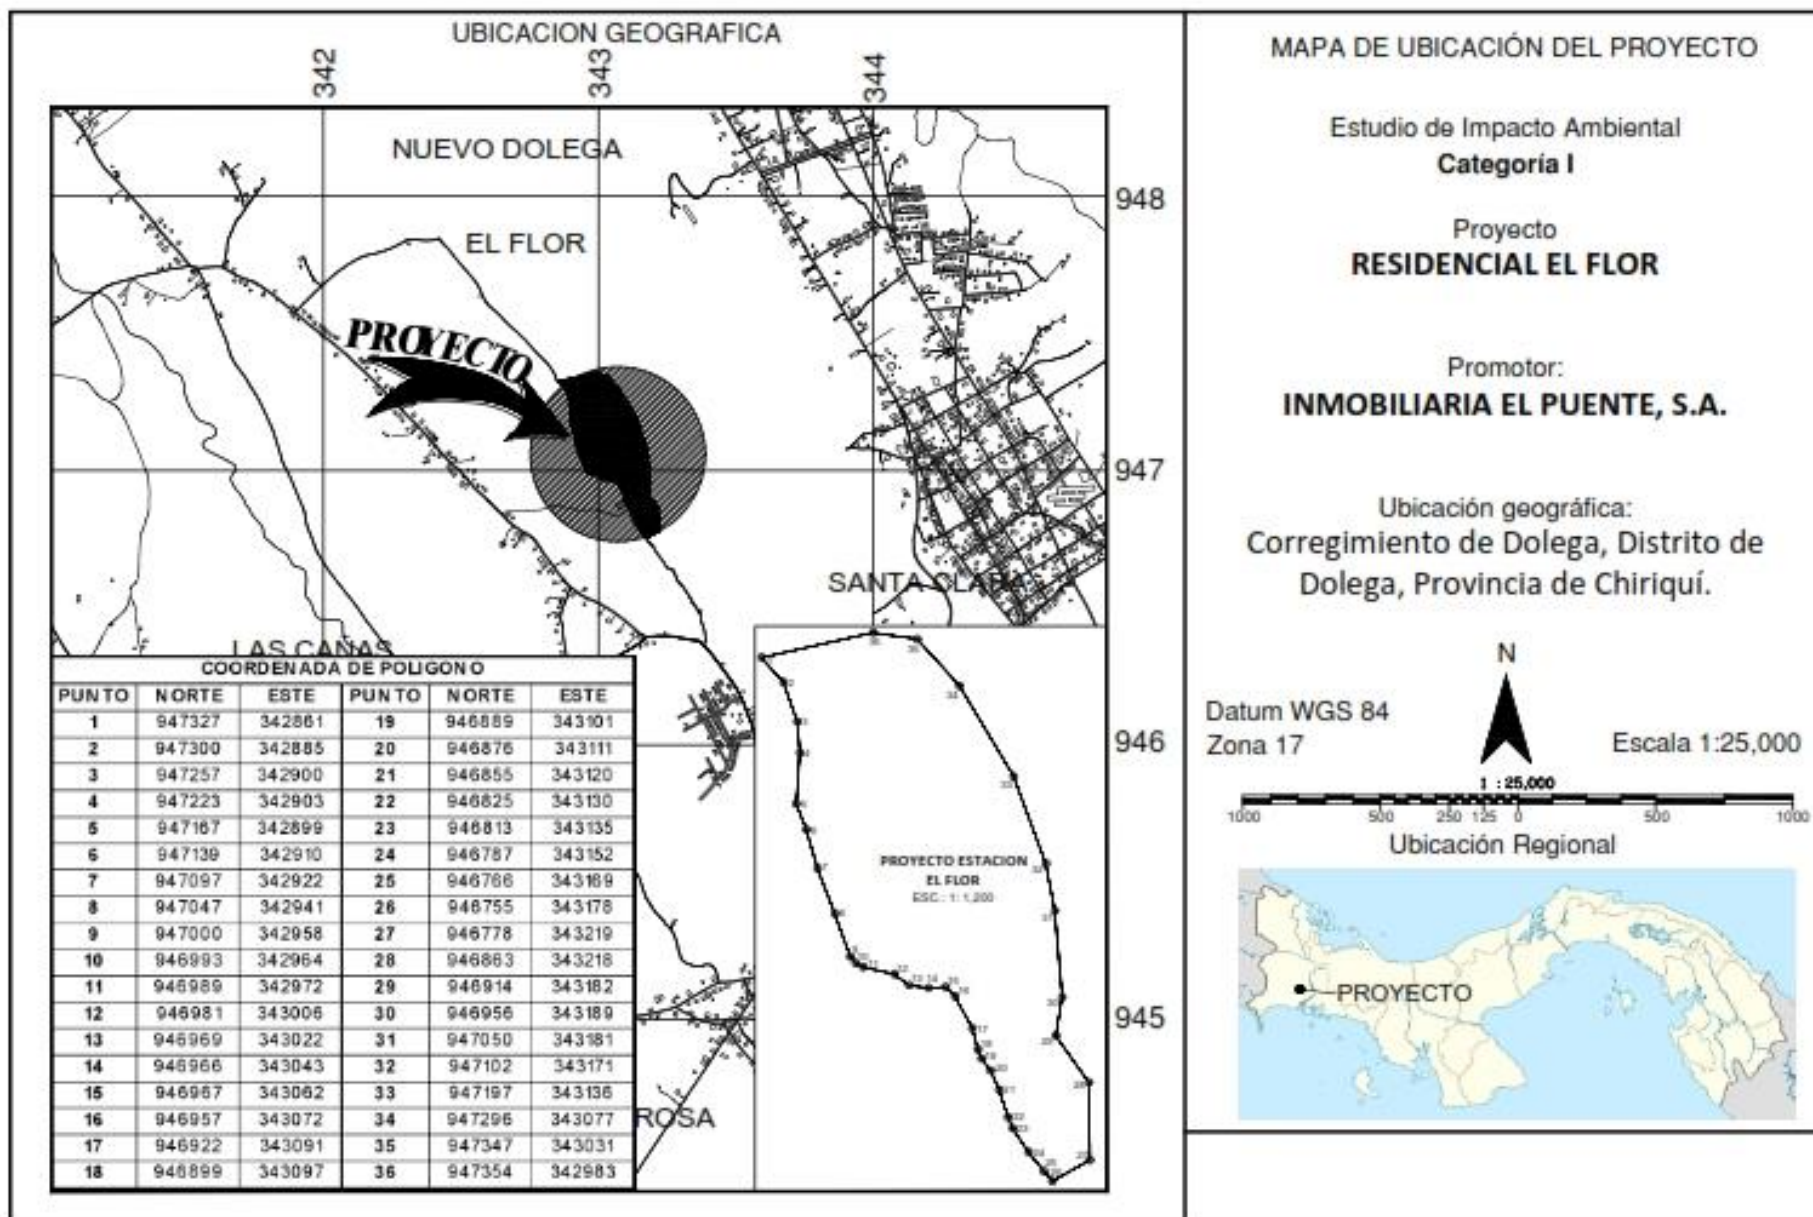 UBICACION GEOGRAFICA
342
343
344
NUEVO DOLEGA
948
EL FLOR
PROYECTO
947
SANTA CLARA
LAS CAÑAS
946
945
ROSA
COORDENADA DE POLIGONO
PUNTO NORTE ESTE PUNTO NORTE ESTE
1 947327 342861 19 946889 343101
2 947300 342885 20 946876 343111
3 947257 342900 21 946855 343120
4 947223 342903 22 946825 343130
5 947167 342899 23 946813 343135
6 947139 342910 24 946787 343152
7 947097 342922 25 946766 343169
8 947047 342941 26 946755 343178
9 947000 342958 27 946778 343219
10 946993 342964 28 946863 343218
11 946989 342972 29 946914 343182
12 946981 343006 30 946956 343189
13 946969 343022 31 947050 343181
14 946966 343043 32 947102 343171
15 946967 343062 33 947197 343136
16 946957 343072 34 947296 343077
17 946922 343091 35 947347 343031
18 946899 343097 36 947354 342983
PROYECTO ESTACION
EL FLOR
ESC.: 1: 1,200
MAPA DE UBICACIÓN DEL PROYECTO
Estudio de Impacto Ambiental
Categoría I
Proyecto
RESIDENCIAL EL FLOR
Promotor:
INMOBILIARIA EL PUENTE, S.A.
Ubicación geográfica:
Corregimiento de Dolega, Distrito de
Dolega, Provincia de Chiriquí.
N
Datum WGS 84
Zona 17
Escala 1:25,000
1 : 25,000
1000 500 250 125 0 500 1000
Ubicación Regional
PROYECTO